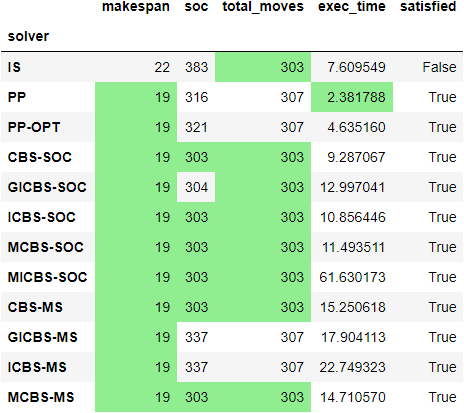 makespan soc total_moves exec_time satisfied
solver
IS 22 383 303 7.609549 False
PP 19 316 307 2.381788 True
PP-OPT 19 321 307 4.635160 True
CBS-SOC 19 303 303 9.287067 True
GICBS-SOC 19 304 303 12.997041 True
ICBS-SOC 19 303 303 10.856446 True
MCBS-SOC 19 303 303 11.493511 True
MICBS-SOC 19 303 303 61.630173 True
CBS-MS 19 303 303 15.250618 True
GICBS-MS 19 337 307 17.904113 True
ICBS-MS 19 337 307 22.749323 True
MCBS-MS 19 303 303 14.710570 True